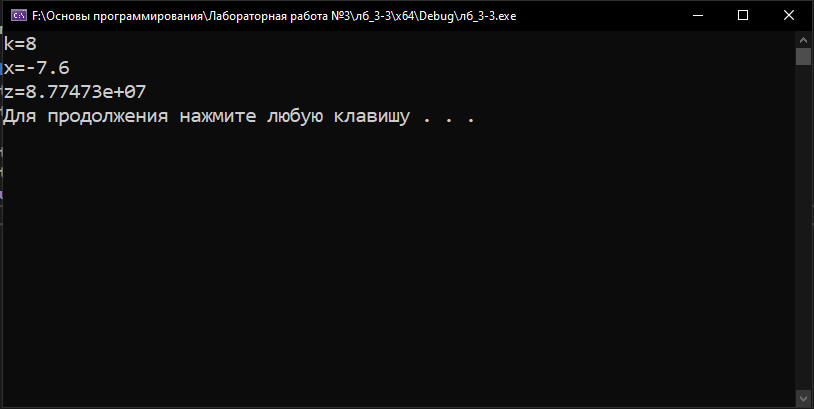 F:\Основы программирования\Лабораторная работа №3\лб_3-3\x64\Debug\лб_3-3.exe
k=8
x=-7.6
z=8.77473e+07
Для продолжения нажмите любую клавишу . . .